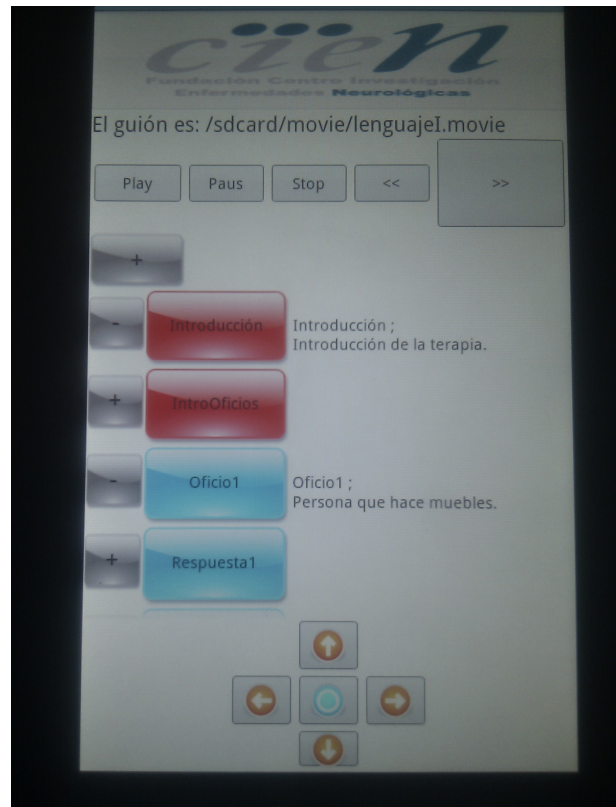 cien
Fundación Centro Investigación
Enfermedades Neurológicas
El guión es: /sdcard/movie/lenguajeI.movie
Play Paus Stop << >>
+
- Introducción Introducción ;
Introducción de la terapia.
+ IntroOficios
- Oficio1 Oficio1 ;
Persona que hace muebles.
+ Respuesta1